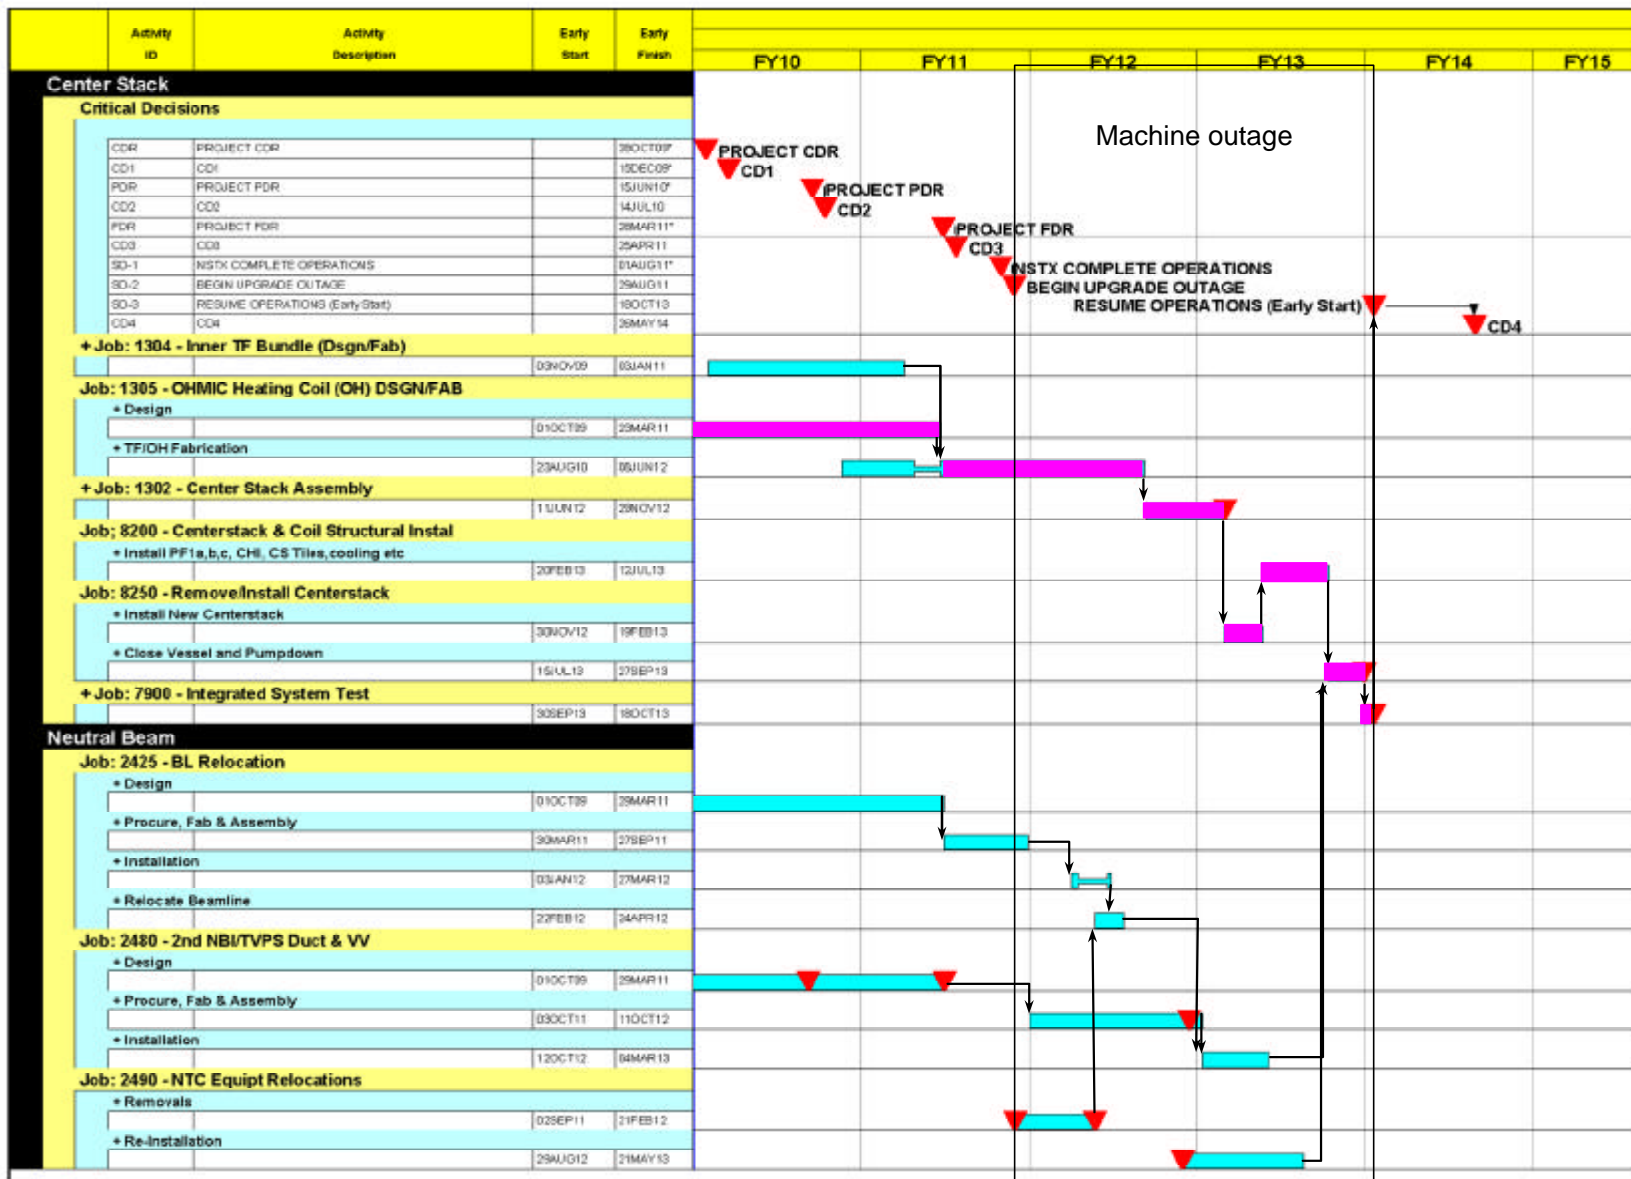 Activity Activity Early Early
ID Description Start Finish
FY10 FY11 FY12 FY13 FY14 FY15
Center Stack
Critical Decisions
Machine outage
CDR PROJECT CDR PROJECT CDR
CD1 CD1 15DEC09* CD1
PDR PROJECT PDR 15JUN10* PROJECT PDR
CD2 CD2 14JUL10 CD2
FDR PROJECT FDR 28MAR11* PROJECT FDR
CD3 CD3 25APR11 CD3
SD-1 NSTX COMPLETE OPERATIONS 01AUG11* NSTX COMPLETE OPERATIONS
SD-2 BEGIN UPGRADE OUTAGE 29AUG11 BEGIN UPGRADE OUTAGE
SD-3 RESUME OPERATIONS (Early Start) 18OCT13 RESUME OPERATIONS (Early Start)
CD4 CD4 26MAY14 CD4
+Job: 1304 - Inner TF Bundle (Dsgn/Fab)
03NOV09 03JAN11
Job: 1305 - OHMIC Heating Coil (OH) DSGN/FAB
+ Design
01OCT09 23MAR11
+ TF/OH Fabrication
23AUG10 08JUN12
+Job: 1302 - Center Stack Assembly
11JUN12 29NOV12
Job; 8200 - Centerstack & Coil Structural Instal
+ Install PF1a,b,c, CHI, CS Tiles,cooling etc
20FEB13 12JUL13
Job: 8250 - Remove/Install Centerstack
+ Install New Centerstack
30NOV12 19FEB13
+ Close Vessel and Pumpdown
15JUL13 27SEP13
+Job: 7900 - Integrated System Test
30SEP13 18OCT13
Neutral Beam
Job: 2425 - BL Relocation
+ Design
01OCT09 29MAR11
+ Procure, Fab & Assembly
30MAR11 27SEP11
+ Installation
03JAN12 27MAR12
+ Relocate Beamline
22FEB12 24APR12
Job: 2480 - 2nd NBI/TVPS Duct & VV
+ Design
01OCT09 29MAR11
+ Procure, Fab & Assembly
03OCT11 11OCT12
+ Installation
12OCT12 04MAR13
Job: 2490 - NTC Equipt Relocations
+ Removals
02SEP11 21FEB12
+ Re-Installation
29AUG12 21MAY13